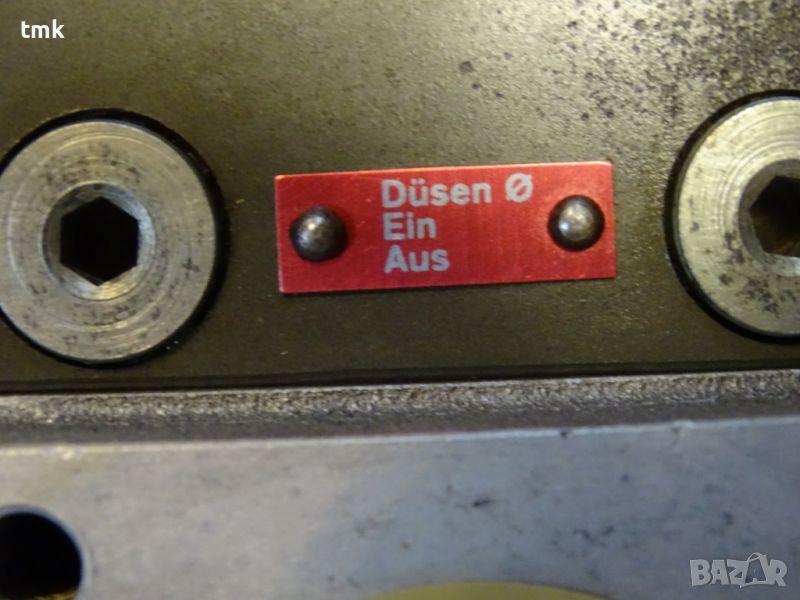 tmk
Düsen Ø
Ein
Aus
BAZAR